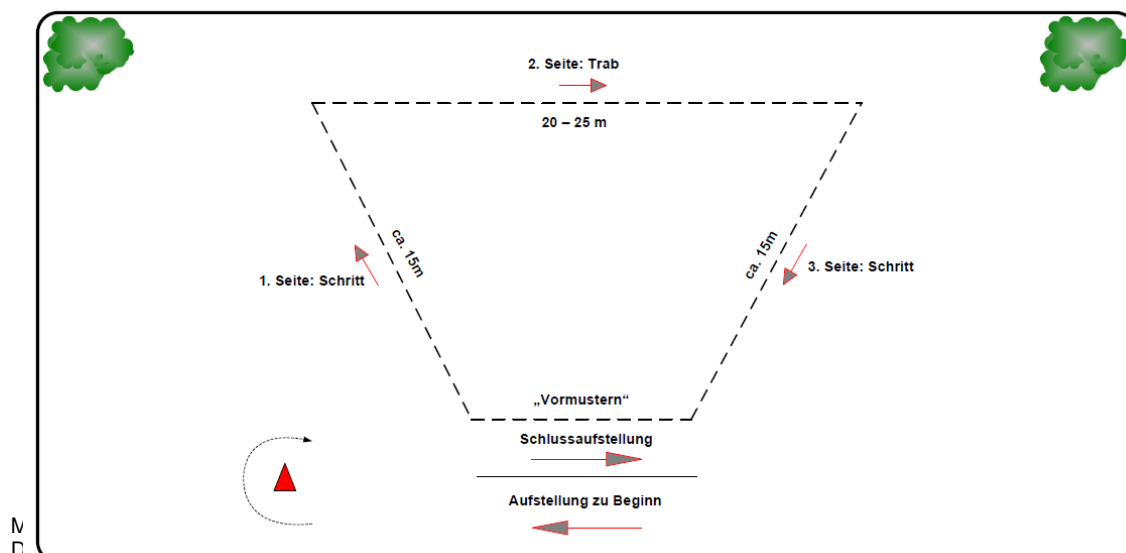 2. Seite: Trab
20 – 25 m
ca. 15m
ca. 15m
1. Seite: Schritt
3. Seite: Schritt
„Vormustern“
Schlussaufstellung
Aufstellung zu Beginn